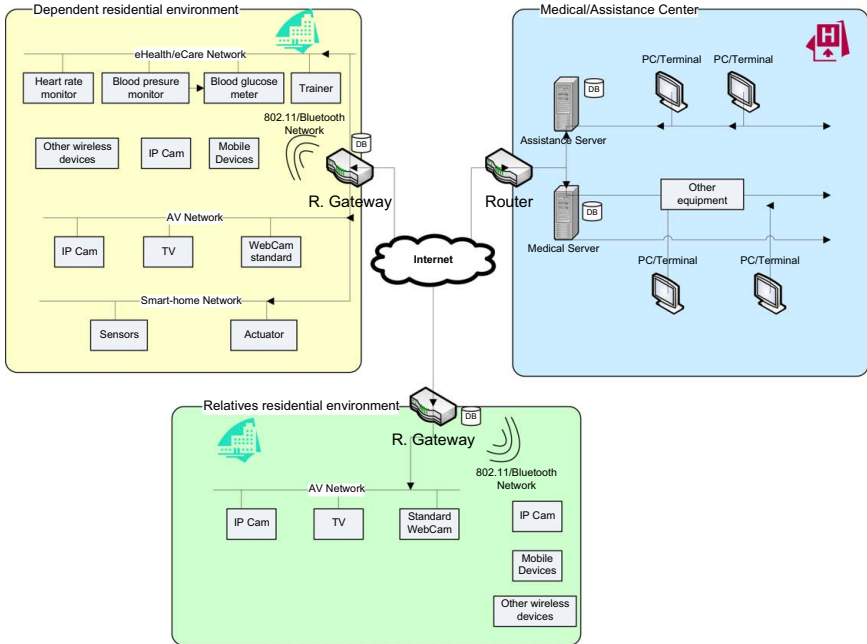 Dependent residential environment
eHealth/eCare Network
Heart rate
monitor
Blood presure
monitor
Blood glucose
meter
Trainer
802.11/Bluetooth
Network
DB
Other wireless
devices
IP Cam
Mobile
Devices
R. Gateway
AV Network
IP Cam
TV
WebCam
standard
Smart-home Network
Sensors
Actuator
Internet
Medical/Assistance Center
H
PC/Terminal
PC/Terminal
DB
Assistance Server
Router
Other
equipment
DB
Medical Server
PC/Terminal
PC/Terminal
Relatives residential environment
DB
R. Gateway
802.11/Bluetooth
Network
AV Network
IP Cam
TV
Standard
WebCam
IP Cam
Mobile
Devices
Other wireless
devices